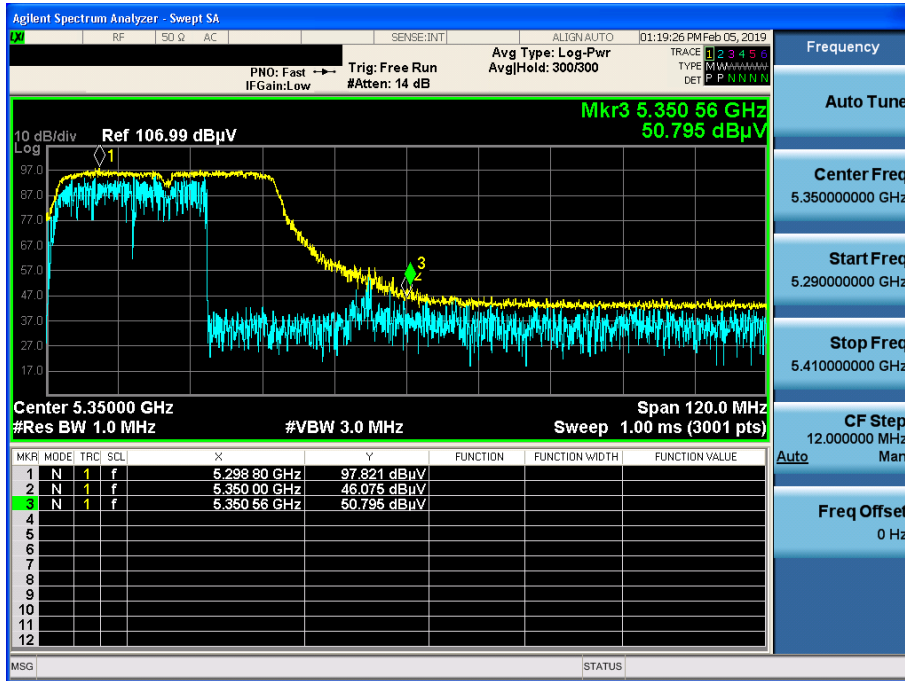 Agilent Spectrum Analyzer - Swept SA
LXI RF 50 Ω AC SENSE:INT ALIGN AUTO 01:19:26 PM Feb 05, 2019
PNO: Fast
IFGain:Low
Trig: Free Run
#Atten: 14 dB
Avg Type: Log-Pwr
Avg|Hold: 300/300
TRACE 1 2 3 4 5 6
TYPE M
DET P P N N N N
Mkr3 5.350 56 GHz
50.795 dBµV
10 dB/div Ref 106.99 dBµV
Log
97.0
87.0
77.0
67.0
57.0
47.0
37.0
27.0
17.0
1
3
2
Center 5.35000 GHz Span 120.0 MHz
#Res BW 1.0 MHz #VBW 3.0 MHz Sweep 1.00 ms (3001 pts)
MKR MODE TRC SCL X Y FUNCTION FUNCTION WIDTH FUNCTION VALUE
1 N 1 f 5.298 80 GHz 97.821 dBµV
2 N 1 f 5.350 00 GHz 46.075 dBµV
3 N 1 f 5.350 56 GHz 50.795 dBµV
4
5
6
7
8
9
10
11
12
MSG STATUS
Frequency
Auto Tune
Center Freq
5.350000000 GHz
Start Freq
5.290000000 GHz
Stop Freq
5.410000000 GHz
CF Step
12.000000 MHz
Auto Man
Freq Offset
0 Hz